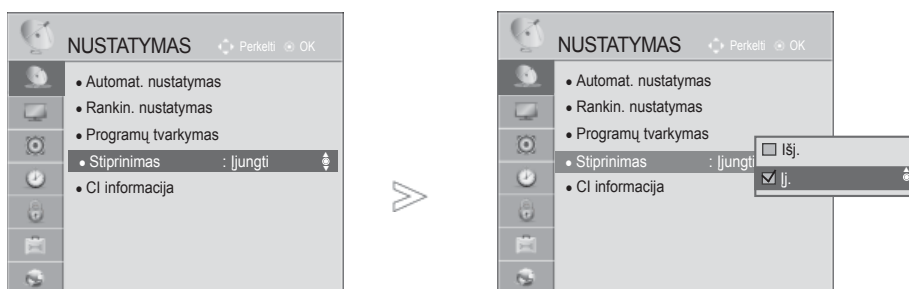 NUSTATYMAS Perkelti OK
• Automat. nustatymas
• Rankin. nustatymas
• Programų tvarkymas
• Stiprinimas : Įjungti
• CI informacija
NUSTATYMAS Perkelti OK
• Automat. nustatymas
• Rankin. nustatymas
• Programų tvarkymas
• Stiprinimas : Įjungti
• CI informacija
Išj.
Įj.